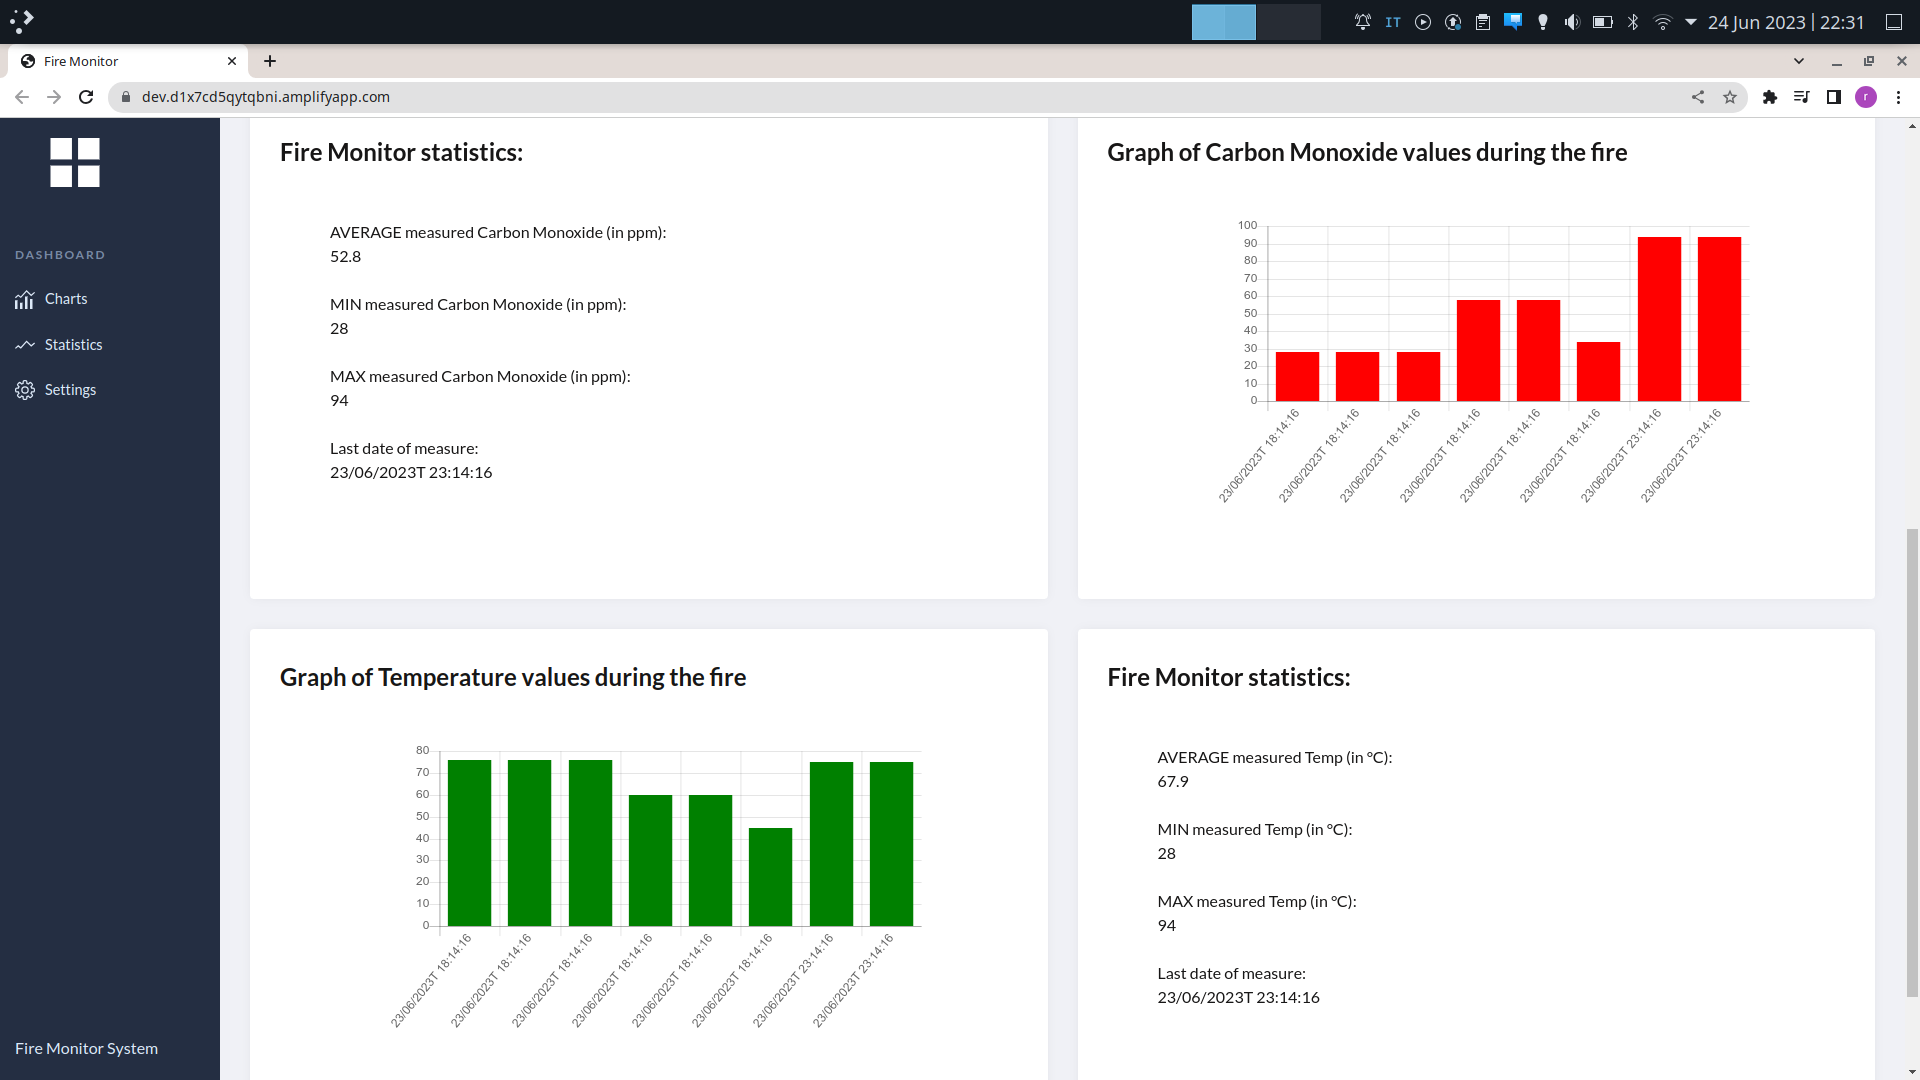 IT
24 Jun 2023 | 22:31
Fire Monitor
dev.d1x7cd5qytqbni.amplifyapp.com
r
DASHBOARD
Charts
Statistics
Settings
Fire Monitor System
Fire Monitor statistics:
AVERAGE measured Carbon Monoxide (in ppm):
52.8
MIN measured Carbon Monoxide (in ppm):
28
MAX measured Carbon Monoxide (in ppm):
94
Last date of measure:
23/06/2023T 23:14:16
Graph of Carbon Monoxide values during the fire
100
90
80
70
60
50
40
30
20
10
0
23/06/2023T 18:14:16
23/06/2023T 18:14:16
23/06/2023T 18:14:16
23/06/2023T 18:14:16
23/06/2023T 18:14:16
23/06/2023T 18:14:16
23/06/2023T 23:14:16
23/06/2023T 23:14:16
Graph of Temperature values during the fire
80
70
60
50
40
30
20
10
0
23/06/2023T 18:14:16
23/06/2023T 18:14:16
23/06/2023T 18:14:16
23/06/2023T 18:14:16
23/06/2023T 18:14:16
23/06/2023T 18:14:16
23/06/2023T 23:14:16
23/06/2023T 23:14:16
Fire Monitor statistics:
AVERAGE measured Temp (in °C):
67.9
MIN measured Temp (in °C):
28
MAX measured Temp (in °C):
94
Last date of measure:
23/06/2023T 23:14:16